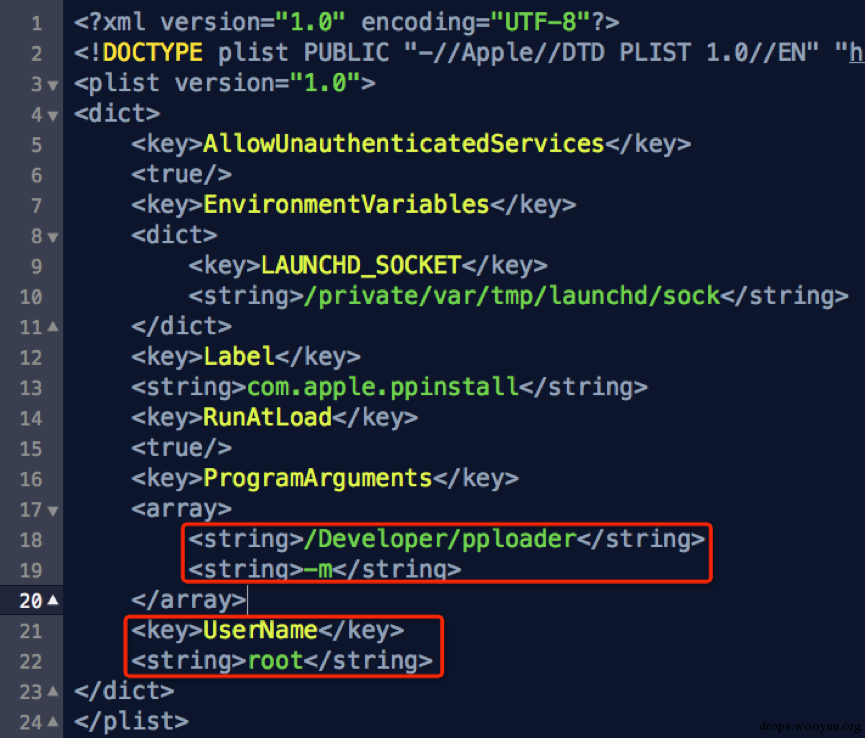 1 <?xml version="1.0" encoding="UTF-8"?>
2 <!DOCTYPE plist PUBLIC "-//Apple//DTD PLIST 1.0//EN" "h
3 <plist version="1.0">
4 <dict>
5 <key>AllowUnauthenticatedServices</key>
6 <true/>
7 <key>EnvironmentVariables</key>
8 <dict>
9 <key>LAUNCHD_SOCKET</key>
10 <string>/private/var/tmp/launchd/sock</string>
11 </dict>
12 <key>Label</key>
13 <string>com.apple.ppinstall</string>
14 <key>RunAtLoad</key>
15 <true/>
16 <key>ProgramArguments</key>
17 <array>
18 <string>/Developer/pploader</string>
19 <string>-m</string>
20 </array>
21 <key>UserName</key>
22 <string>root</string>
23 </dict>
24 </plist>
drops.wooyun.org